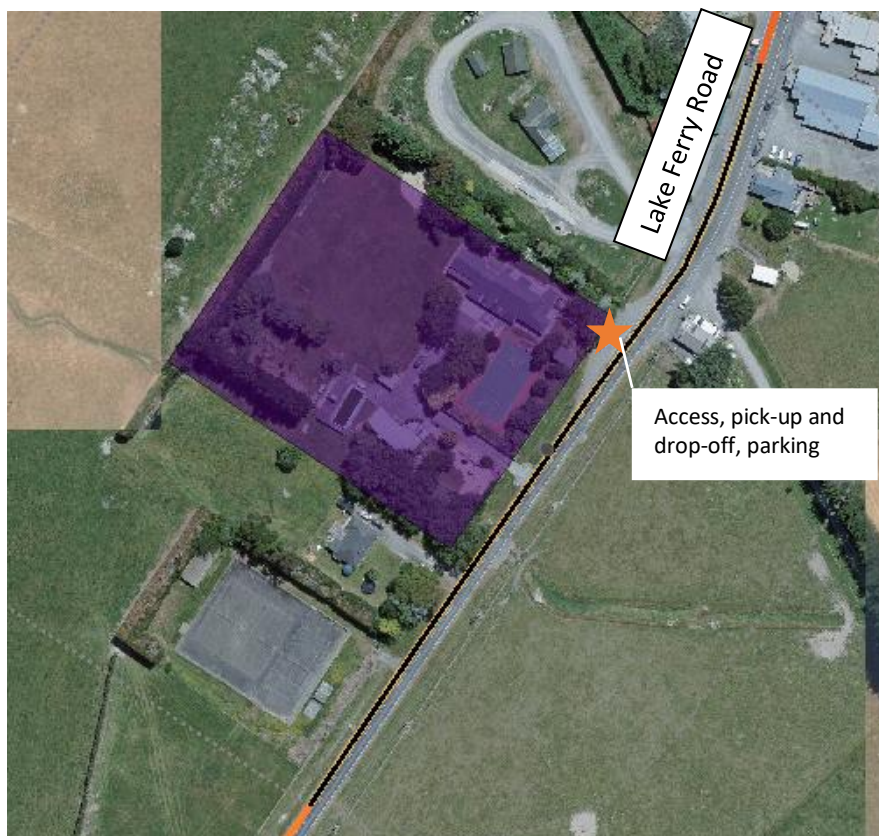 Lake Ferry Road
Access, pick-up and
drop-off, parking